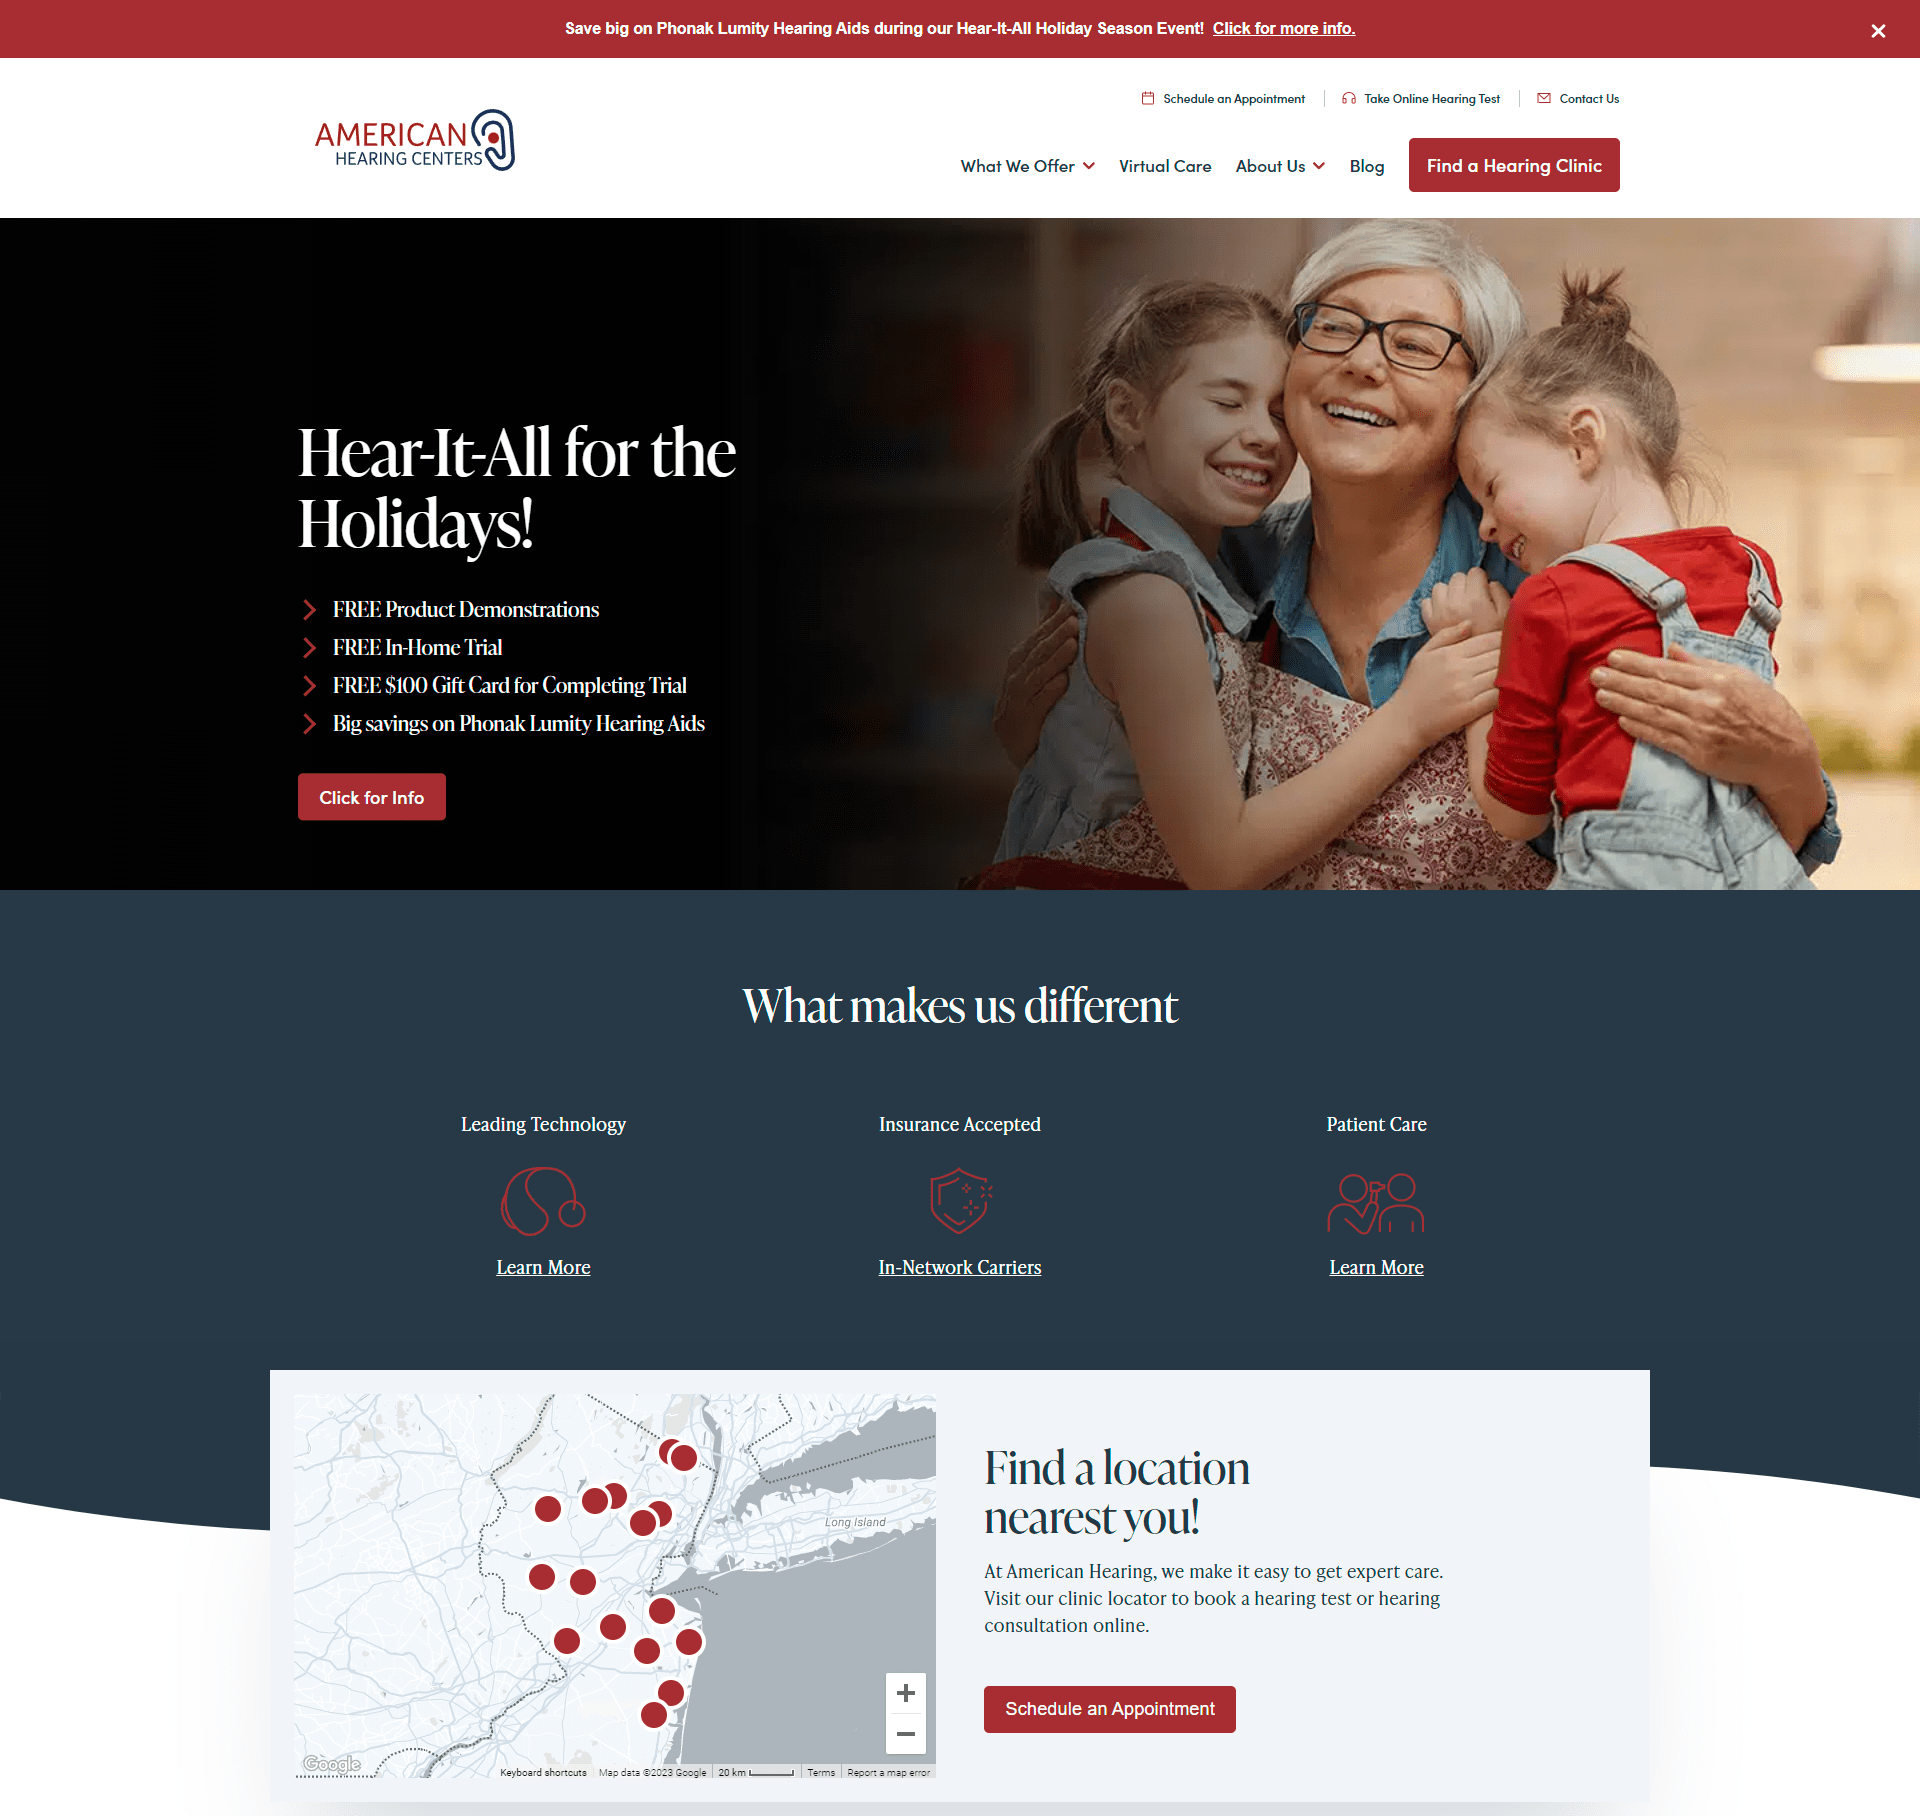 Save big on Phonak Lumity Hearing Aids during our Hear-It-All Holiday Season Event! Click for more info.
Schedule an Appointment
Take Online Hearing Test
Contact Us
AMERICAN
HEARING CENTERS
What We Offer
Virtual Care
About Us
Blog
Find a Hearing Clinic
Hear-It-All for the
Holidays!
FREE Product Demonstrations
FREE In-Home Trial
FREE $100 Gift Card for Completing Trial
Big savings on Phonak Lumity Hearing Aids
Click for Info
What makes us different
Leading Technology
Learn More
Insurance Accepted
In-Network Carriers
Patient Care
Learn More
Long Island
Google
Keyboard shortcuts
Map data ©2023 Google
20 km
Terms
Report a map error
Find a location
nearest you!
At American Hearing, we make it easy to get expert care.
Visit our clinic locator to book a hearing test or hearing
consultation online.
Schedule an Appointment